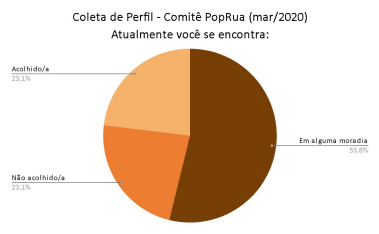 Coleta de Perfil - Comitê PopRua (mar/2020)
Atualmente você se encontra:
Acolhido/a
23,1%
Em alguma moradia
53,8%
Não acolhido/a
23,1%